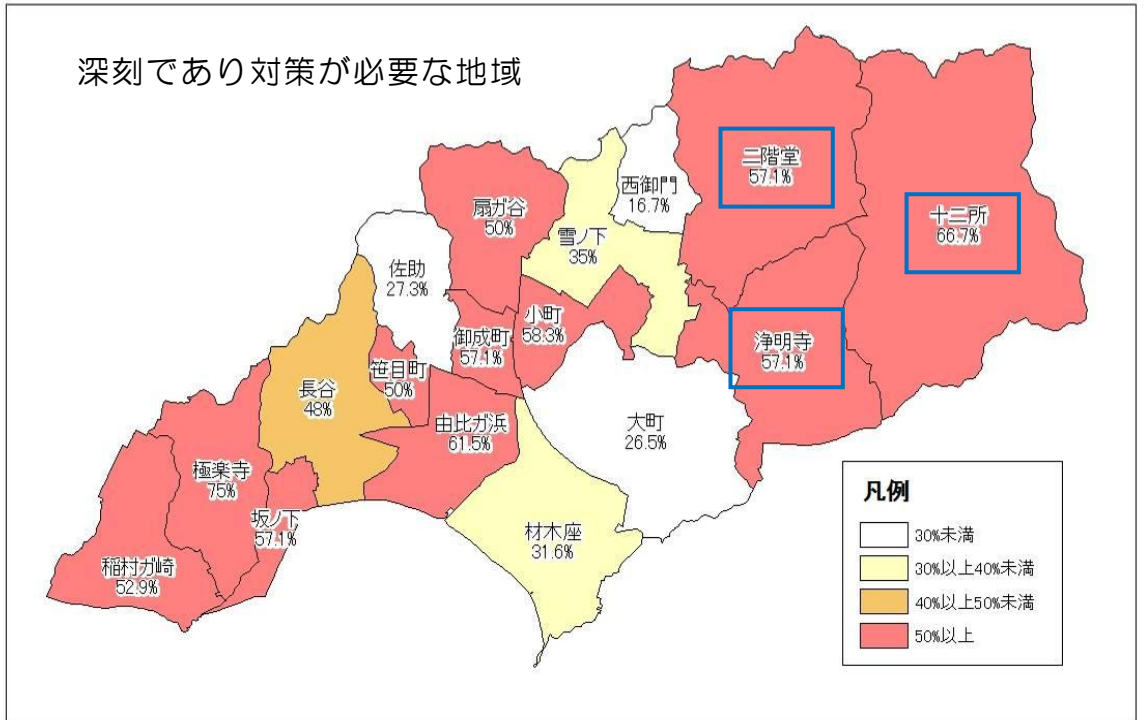 深刻であり対策が必要な地域
二階堂
57.1%
西御門
16.7%
十二所
66.7%
扇ガ谷
50%
雪ノ下
35%
佐助
27.3%
小町
58.3%
御成町
57.1%
浄明寺
57.1%
笹目町
50%
長谷
48%
由比ガ浜
61.5%
大町
26.5%
極楽寺
75%
坂ノ下
57.1%
材木座
31.6%
稲村ガ崎
52.9%
凡例
30%未満
30%以上40%未満
40%以上50%未満
50%以上